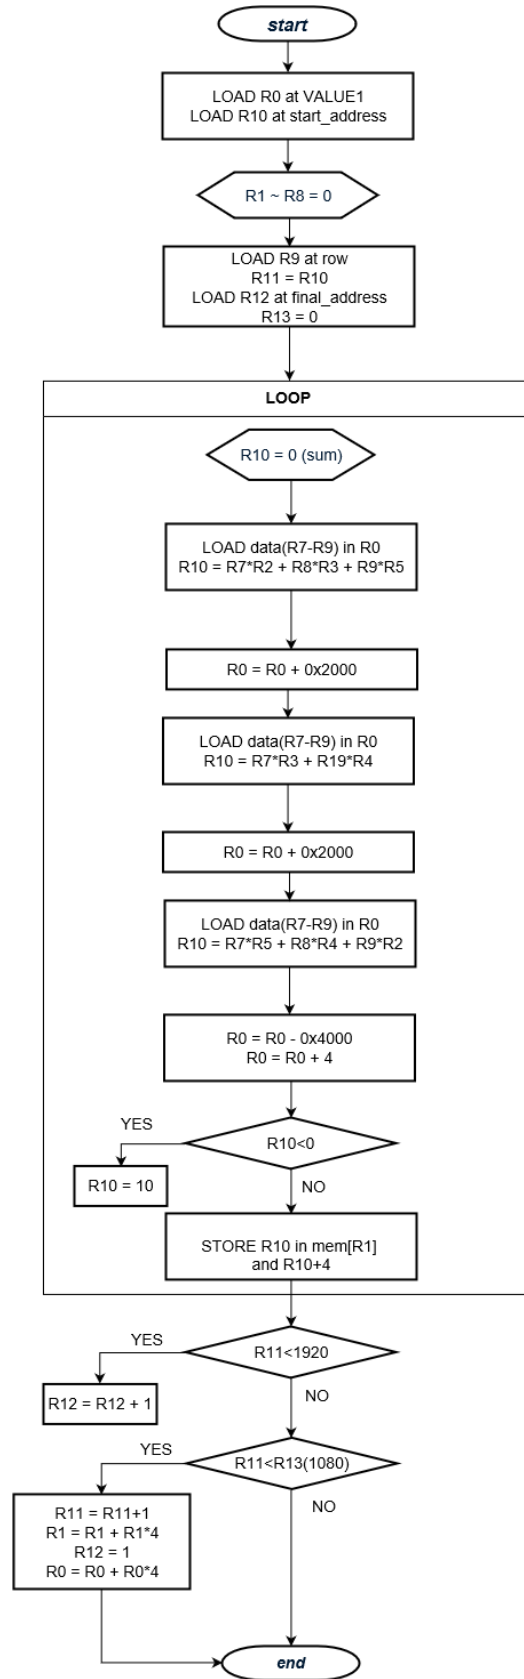 start
LOAD R0 at VALUE1
LOAD R10 at start_address
R1 ~ R8 = 0
LOAD R9 at row
R11 = R10
LOAD R12 at final_address
R13 = 0
LOOP
R10 = 0 (sum)
LOAD data(R7-R9) in R0
R10 = R7*R2 + R8*R3 + R9*R5
R0 = R0 + 0x2000
LOAD data(R7-R9) in R0
R10 = R7*R3 + R19*R4
R0 = R0 + 0x2000
LOAD data(R7-R9) in R0
R10 = R7*R5 + R8*R4 + R9*R2
R0 = R0 - 0x4000
R0 = R0 + 4
YES
R10<0
R10 = 10
NO
STORE R10 in mem[R1]
and R10+4
YES
R11<1920
R12 = R12 + 1
NO
YES
R11<R13(1080)
NO
R11 = R11+1
R1 = R1 + R1*4
R12 = 1
R0 = R0 + R0*4
end